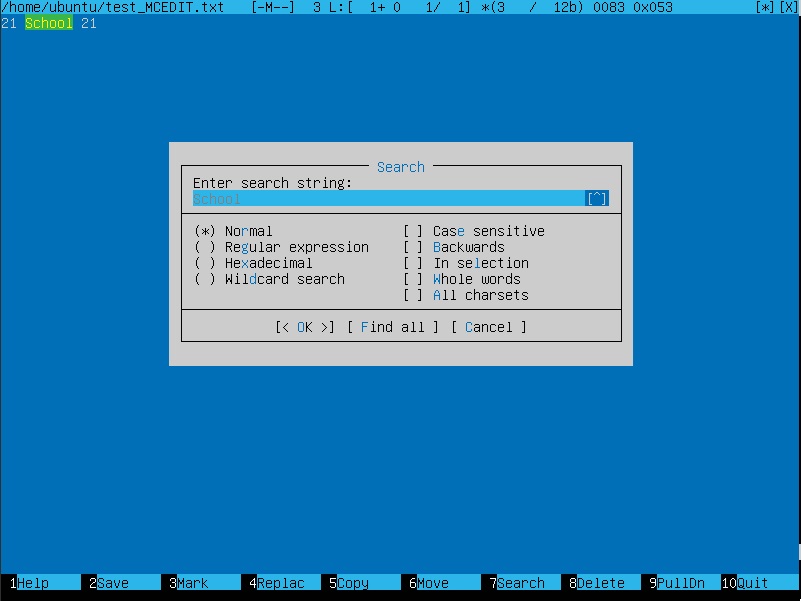 /home/ubuntu/test_MCEDIT.txt [-M--] 3 L:[ 1+ 0 1/ 1] *(3 / 12b) 0083 0x053 [*][X]
21 School 21
Search
Enter search string:
School [^]
(*) Normal [ ] Case sensitive
( ) Regular expression [ ] Backwards
( ) Hexadecimal [ ] In selection
( ) Wildcard search [ ] Whole words
[ ] All charsets
[< OK >] [ Find all ] [ Cancel ]
1Help 2Save 3Mark 4Replac 5Copy 6Move 7Search 8Delete 9PullDn 10Quit